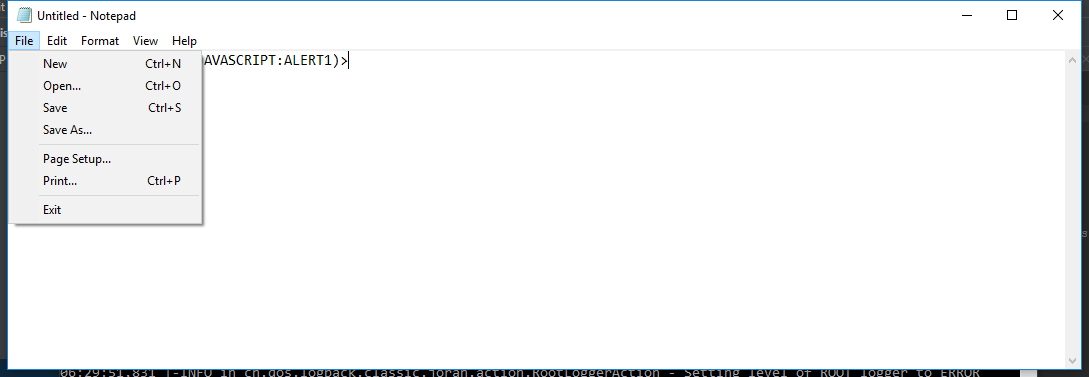 Untitled - Notepad
File Edit Format View Help
AVASCRIPT:ALERT1)>
New Ctrl+N
Open... Ctrl+O
Save Ctrl+S
Save As...
Page Setup...
Print... Ctrl+P
Exit
06:29:51,831 |-INFO in ch.qos.logback.classic.joran.action.RootLoggerAction - Setting level of ROOT logger to ERROR